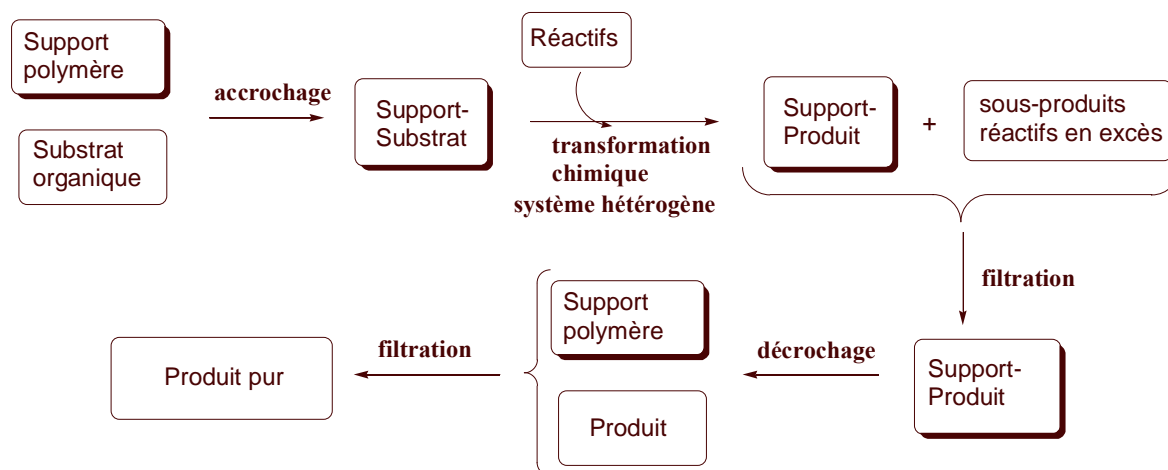 Support
polymère
Substrat
organique
accrochage
Support-
Substrat
Réactifs
transformation
chimique
système hétérogène
Support-
Produit
+
sous-produits
réactifs en excès
filtration
Support-
Produit
décrochage
Support
polymère
Produit
filtration
Produit pur